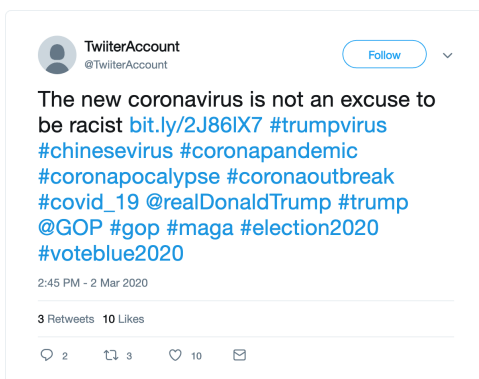 TwiiterAccount
@TwiiterAccount
Follow
The new coronavirus is not an excuse to
be racist bit.ly/2J86lX7 #trumpvirus
#chinesevirus #coronapandemic
#coronapocalypse #coronaoutbreak
#covid_19 @realDonaldTrump #trump
@GOP #gop #maga #election2020
#voteblue2020
2:45 PM - 2 Mar 2020
3 Retweets 10 Likes
2 3 10